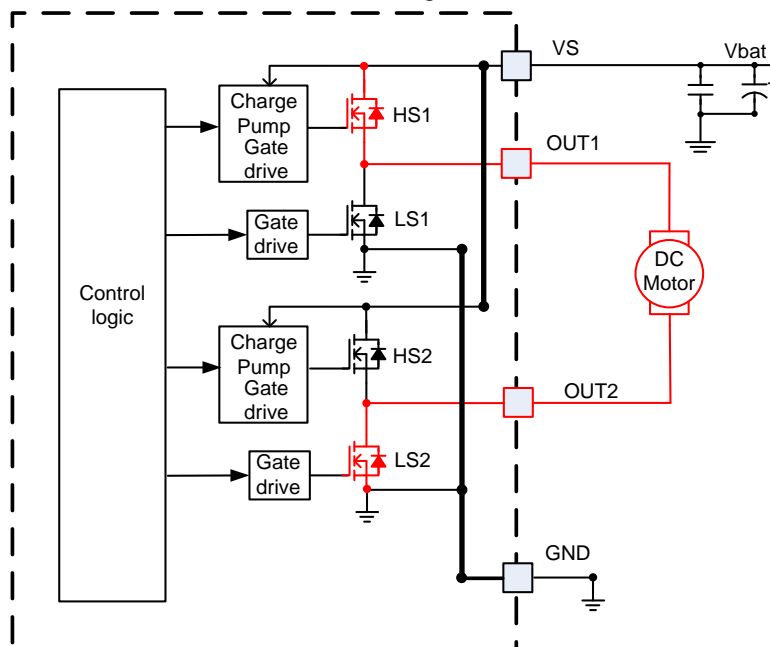 VS
Vbat
Charge
Pump
Gate
drive
HS1
OUT1
Gate
drive
LS1
DC
Motor
Control
logic
Charge
Pump
Gate
drive
HS2
OUT2
Gate
drive
LS2
GND